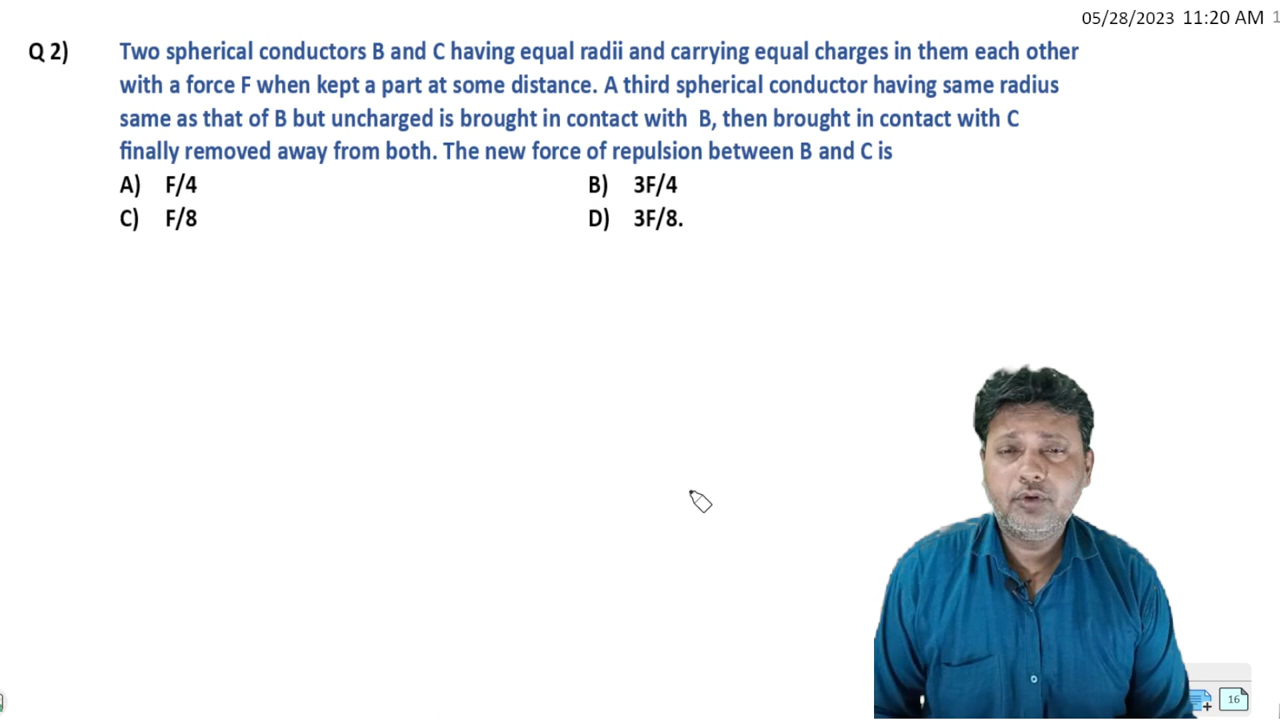 05/28/2023 11:20 AM 1
Q 2) Two spherical conductors B and C having equal radii and carrying equal charges in them each other
with a force F when kept a part at some distance. A third spherical conductor having same radius
same as that of B but uncharged is brought in contact with B, then brought in contact with C
finally removed away from both. The new force of repulsion between B and C is
A) F/4 B) 3F/4
C) F/8 D) 3F/8.
16